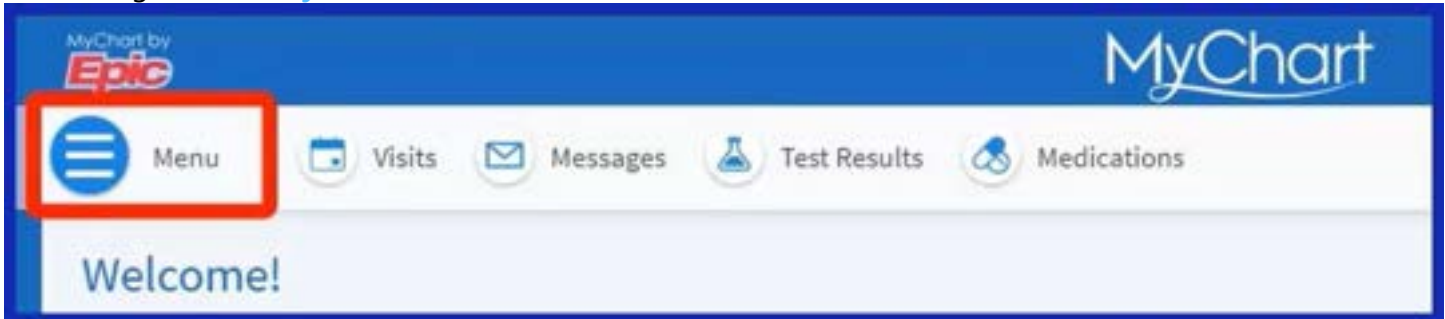 MyChart by
Epic
MyChart
Menu Visits Messages Test Results Medications
Welcome!